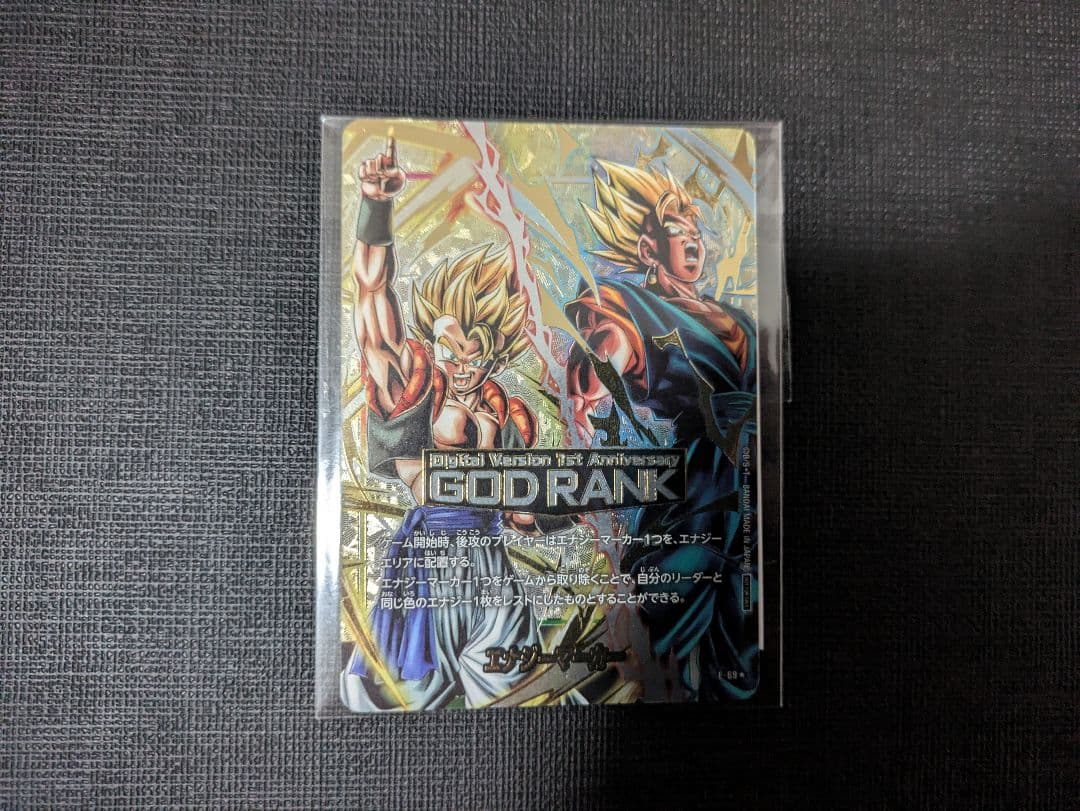 Digital Version 1st Anniversary
GOD RANK
ゲーム開始時、後攻のプレイヤーはエナジーマーカー1つを、エナジー
エリアに配置する。
エナジーマーカー1つをゲームから取り除くことで、自分のリーダーと
同じ色のエナジー1枚をレストにしたものとすることができる。
エナジーマーカー
E-69★
BANDAI MADE IN JAPAN